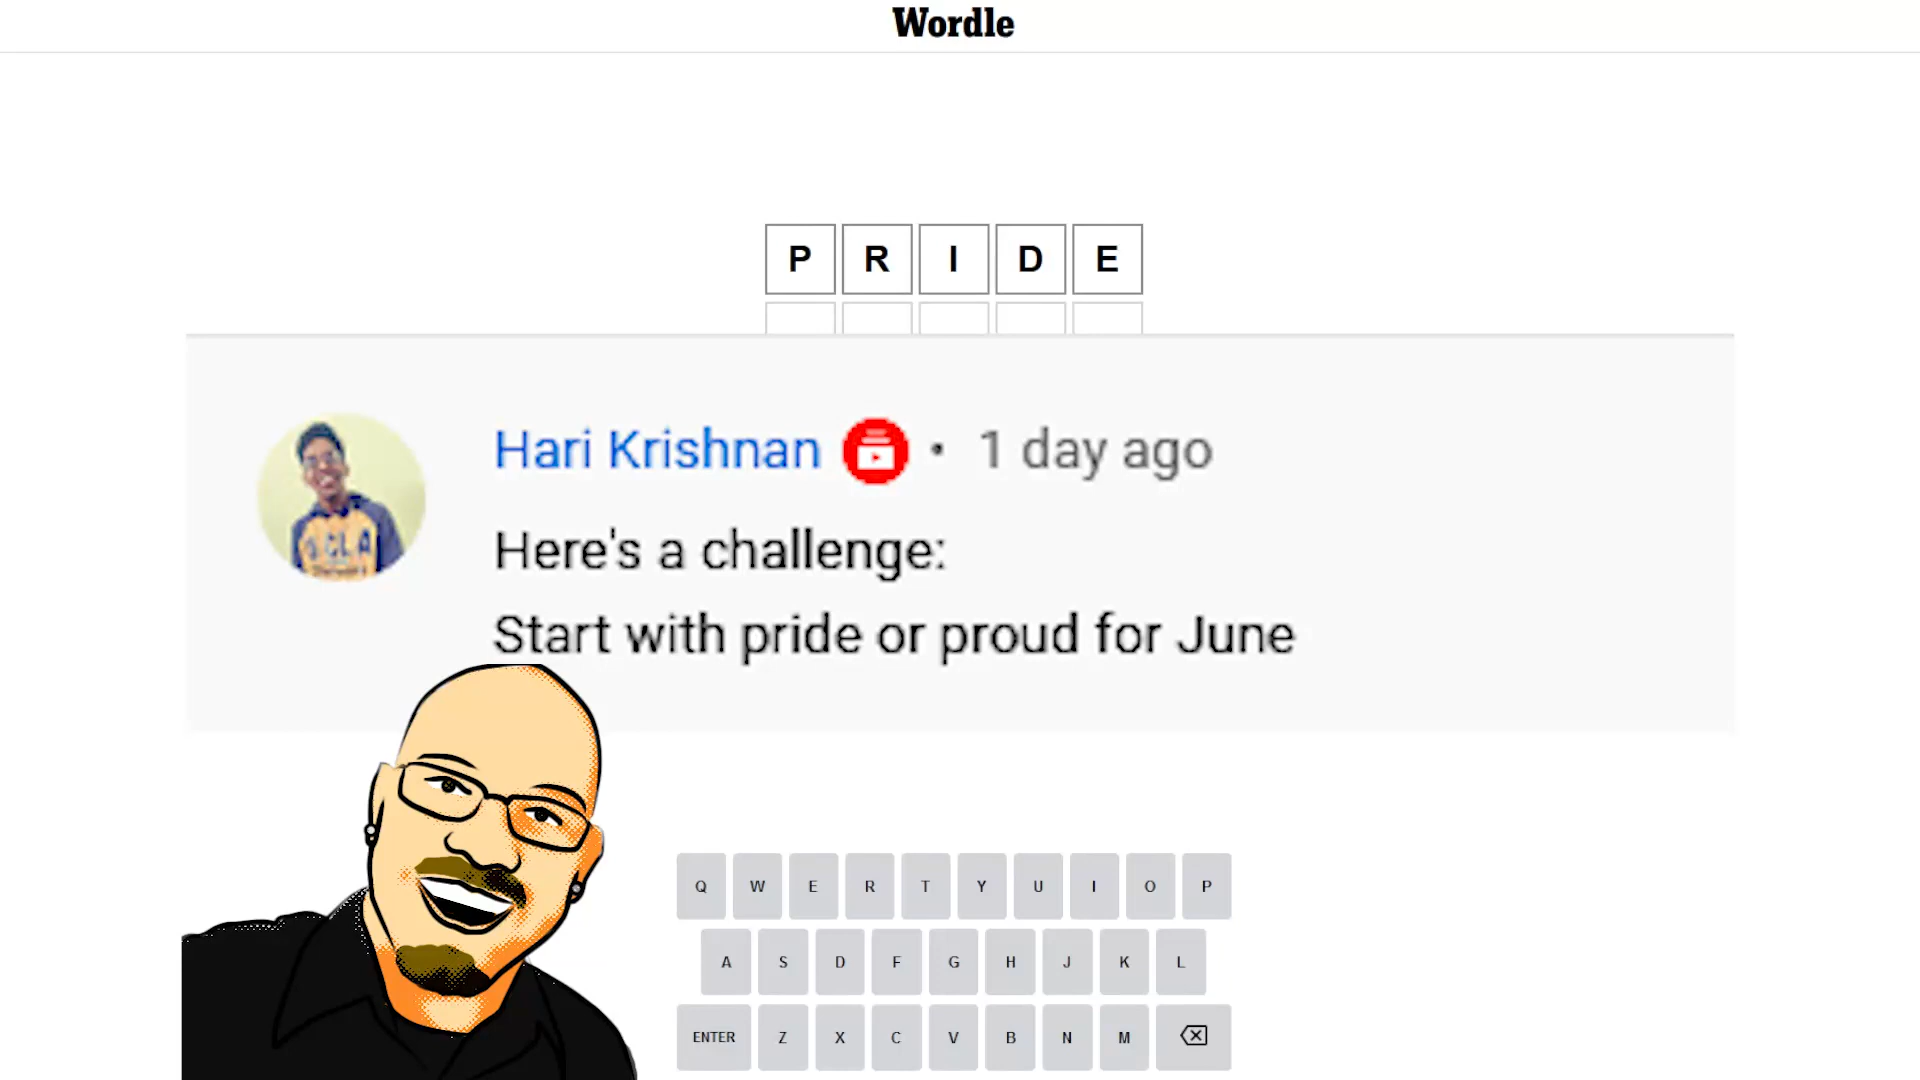 Wordle
P R I D E
Hari Krishnan • 1 day ago
Here's a challenge:
Start with pride or proud for June
Q W E R T Y U I O P
A S D F G H J K L
ENTER Z X C V B N M